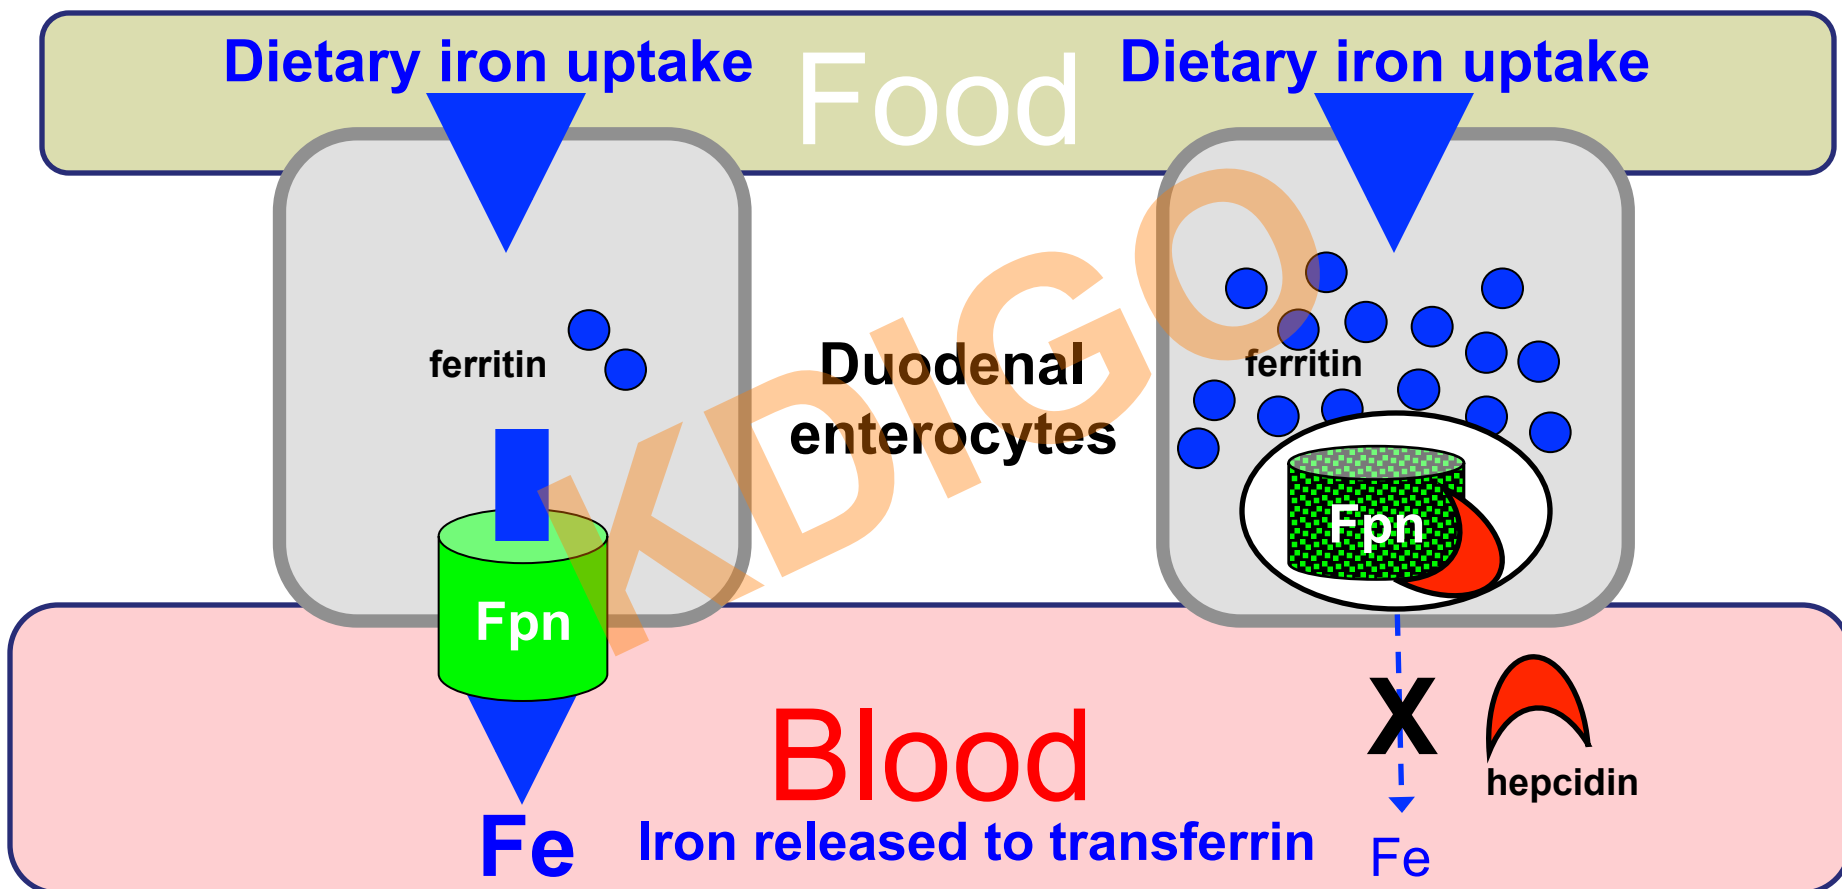 Dietary iron uptake
Food
Dietary iron uptake
ferritin
Duodenal
enterocytes
ferritin
KDIGO
Fpn
Fpn
Blood
X
hepcidin
Fe
Iron released to transferrin
Fe